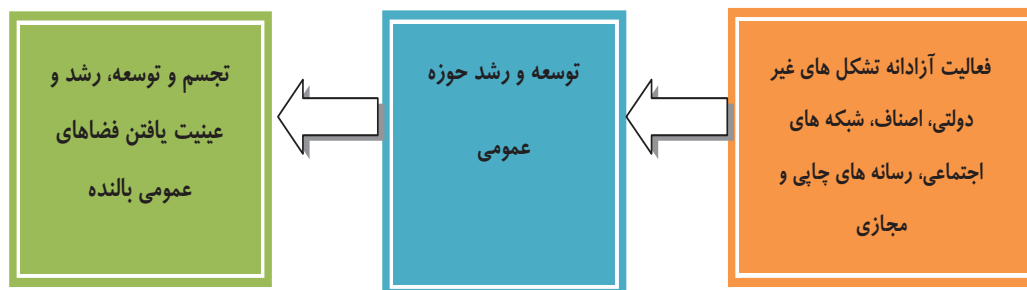 فعالیت آزادانه تشکل های غیر
دولتی، اصناف، شبکه های
اجتماعی، رسانه های چاپی و
مجازی
توسعه و رشد حوزه
عمومی
تجسم و توسعه، رشد و
عینیت یافتن فضاهای
عمومی بالنده